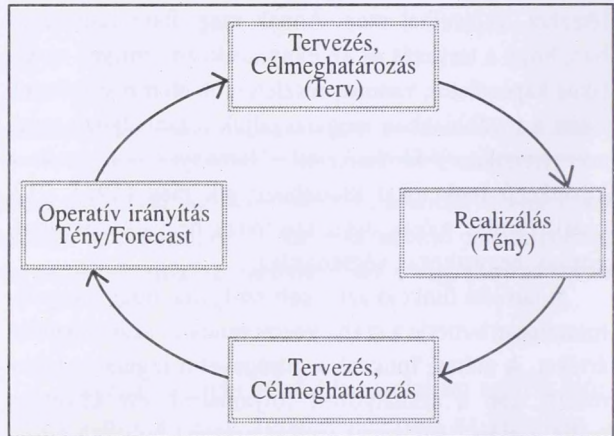 Tervezés,
Célmeghatározás
(Terv)
Operatív irányítás
Tény/Forecast
Realizálás
(Tény)
Tervezés,
Célmeghatározás